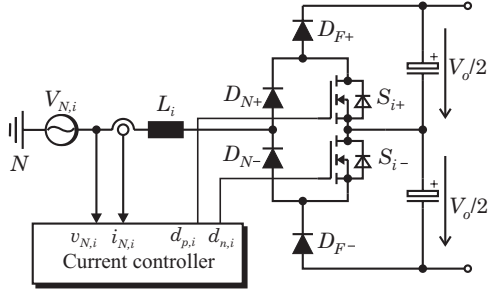 D_{F+}
V_{N,i}
L_i
D_{N+}
S_{i+}
+
V_o/2
N
D_{N-}
S_{i-}
+
V_o/2
v_{N,i} i_{N,i} d_{p,i} d_{n,i}
Current controller
D_{F-}